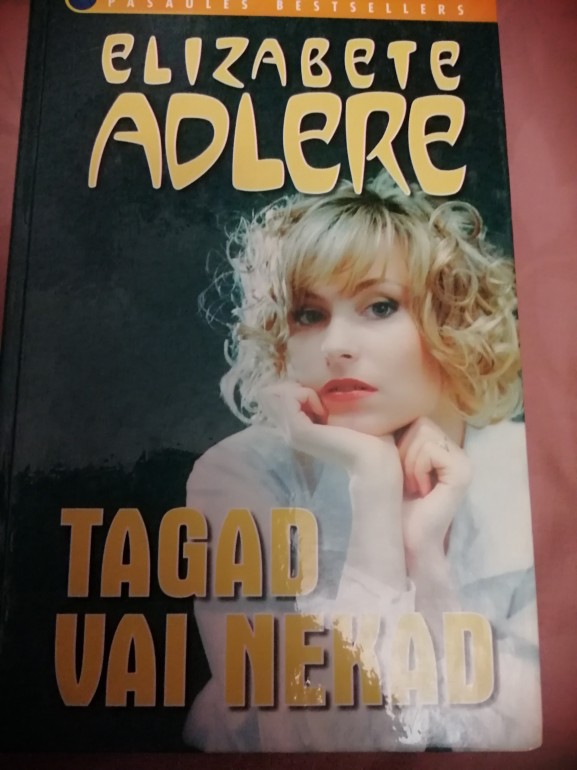 PASAULES BESTSELLERS
ELIZABETE
ADLERE
TAGAD
VAI NEKAD